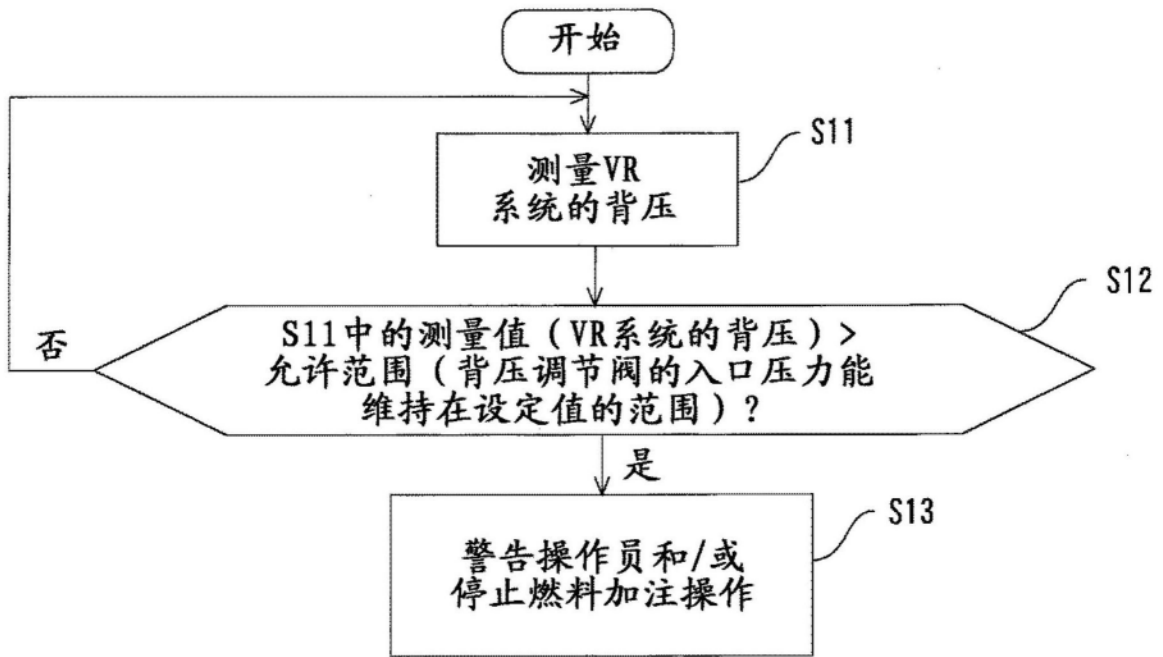 开始
S11
测量VR
系统的背压
S12
S11中的测量值（VR系统的背压）>
允许范围（背压调节阀的入口压力能
维持在设定值的范围）？
否
是
S13
警告操作员和/或
停止燃料加注操作